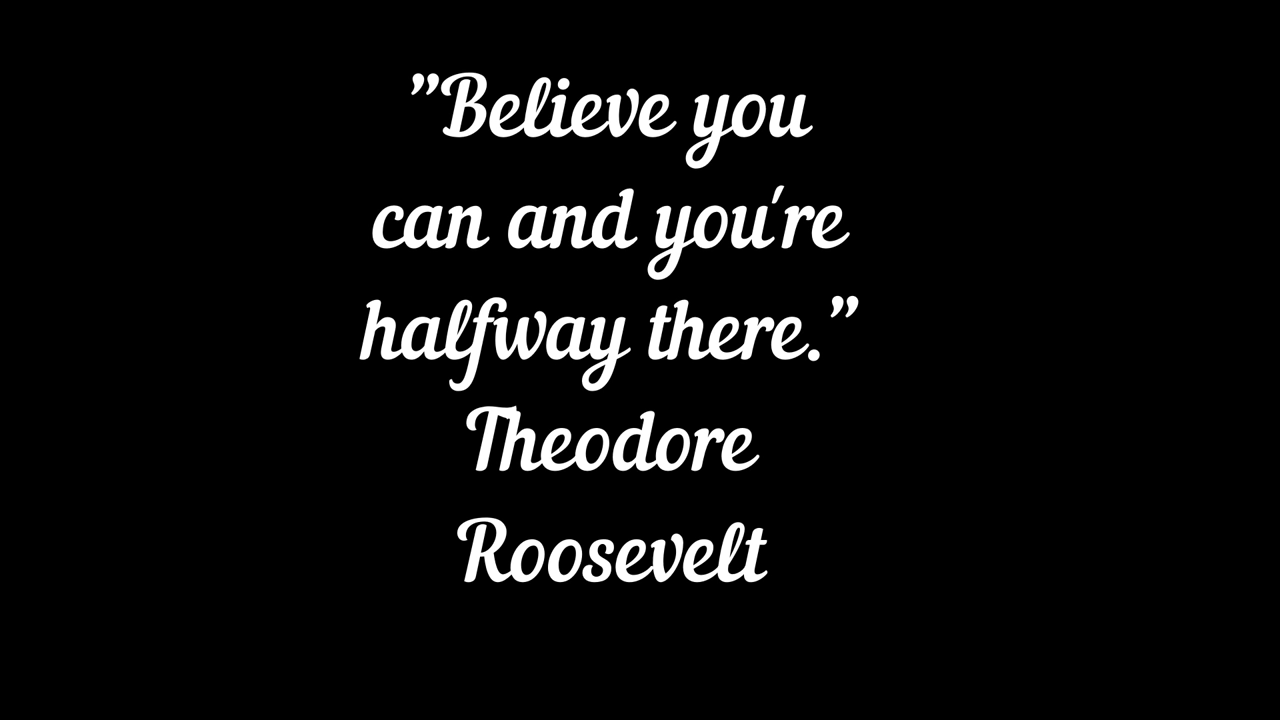 ”Believe you
can and you're
halfway there.”
Theodore
Roosevelt